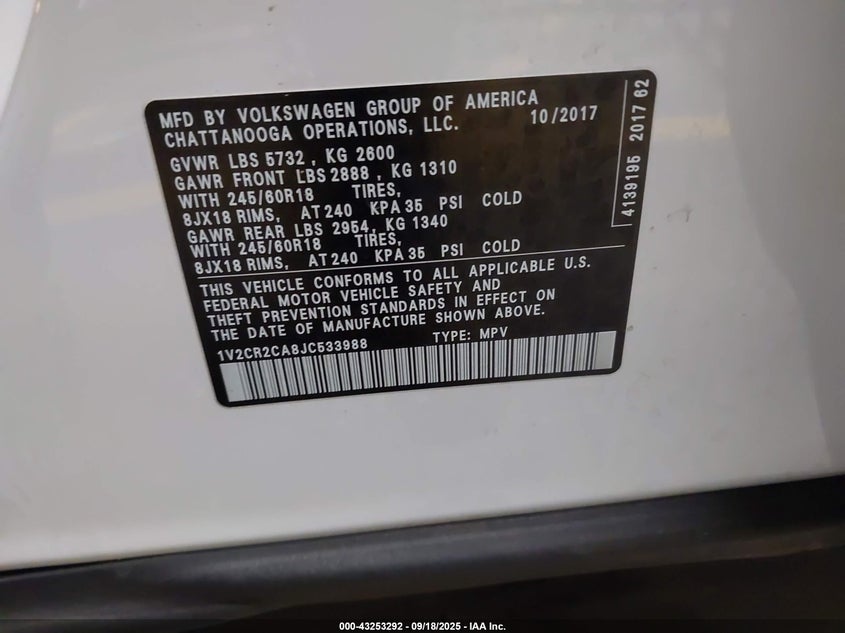 MFD BY VOLKSWAGEN GROUP OF AMERICA
CHATTANOOGA OPERATIONS, LLC. 10/2017
GVWR LBS 5732 , KG 2600
GAWR FRONT LBS 2888 , KG 1310
WITH 245/60R18 TIRES,
8JX18 RIMS, AT 240 KPA 35 PSI COLD
GAWR REAR LBS 2954, KG 1340
WITH 245/60R18 TIRES,
8JX18 RIMS, AT 240 KPA 35 PSI COLD
THIS VEHICLE CONFORMS TO ALL APPLICABLE U.S.
FEDERAL MOTOR VEHICLE SAFETY AND
THEFT PREVENTION STANDARDS IN EFFECT ON
THE DATE OF MANUFACTURE SHOWN ABOVE.
1V2CR2CA8JC533988 TYPE: MPV
4139195 2017 62
000-43253292 - 09/18/2025 - IAA Inc.